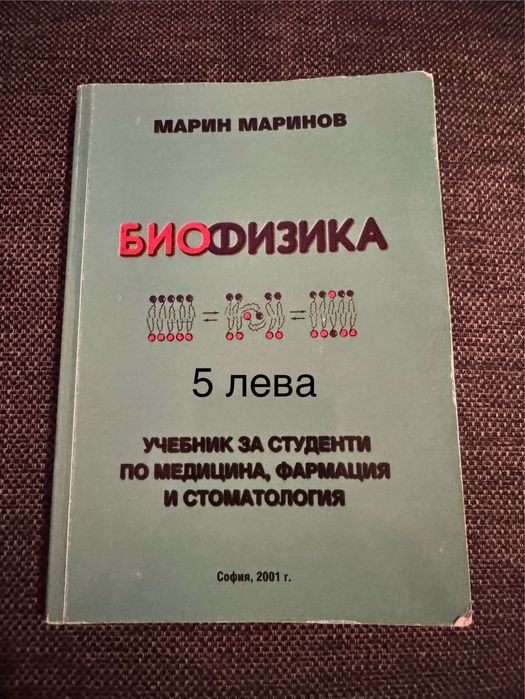 МАРИН МАРИНОВ
БИОФИЗИКА
5 лева
УЧЕБНИК ЗА СТУДЕНТИ
ПО МЕДИЦИНА, ФАРМАЦИЯ
И СТОМАТОЛОГИЯ
София, 2001 г.